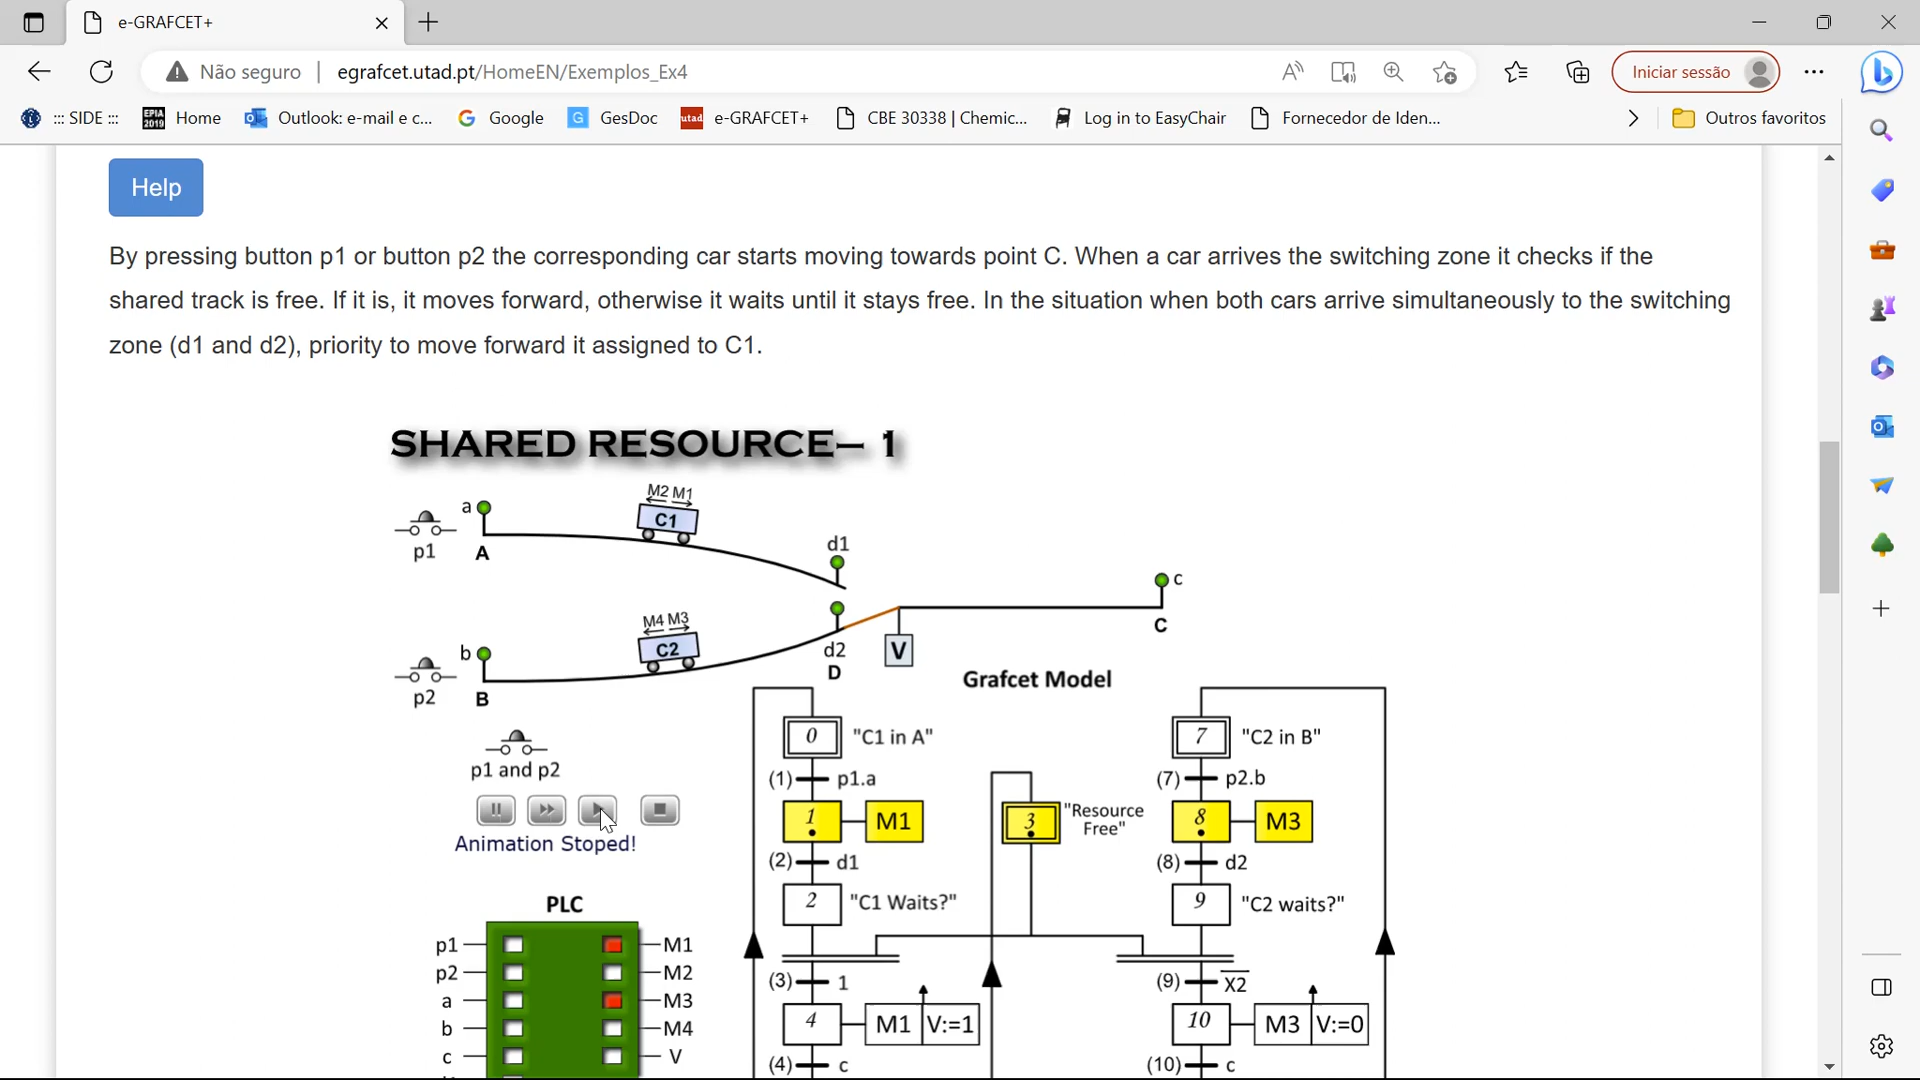 e-GRAFCET+
Não seguro
egrafcet.utad.pt/HomeEN/Exemplos_Ex4
Iniciar sessão
::: SIDE :::
EPIA 2019
Home
Outlook: e-mail e c...
Google
G
GesDoc
utad
e-GRAFCET+
CBE 30338 | Chemic...
Log in to EasyChair
Fornecedor de Iden...
Outros favoritos
Help
By pressing button p1 or button p2 the corresponding car starts moving towards point C. When a car arrives the switching zone it checks if the
shared track is free. If it is, it moves forward, otherwise it waits until it stays free. In the situation when both cars arrive simultaneously to the switching
zone (d1 and d2), priority to move forward it assigned to C1.
SHARED RESOURCE– 1
M2 M1
a
C1
p1
A
d1
c
M4 M3
C2
b
d2
V
C
p2
B
D
Grafcet Model
p1 and p2
Animation Stoped!
0
"C1 in A"
7
"C2 in B"
(1)
p1.a
(7)
p2.b
1
M1
3
"Resource
Free"
8
M3
(2)
d1
(8)
d2
2
"C1 Waits?"
9
"C2 waits?"
PLC
p1
M1
p2
M2
a
M3
b
M4
c
V
(3)
1
(9)
X2
4
M1
V:=1
10
M3
V:=0
(4)
c
(10)
c